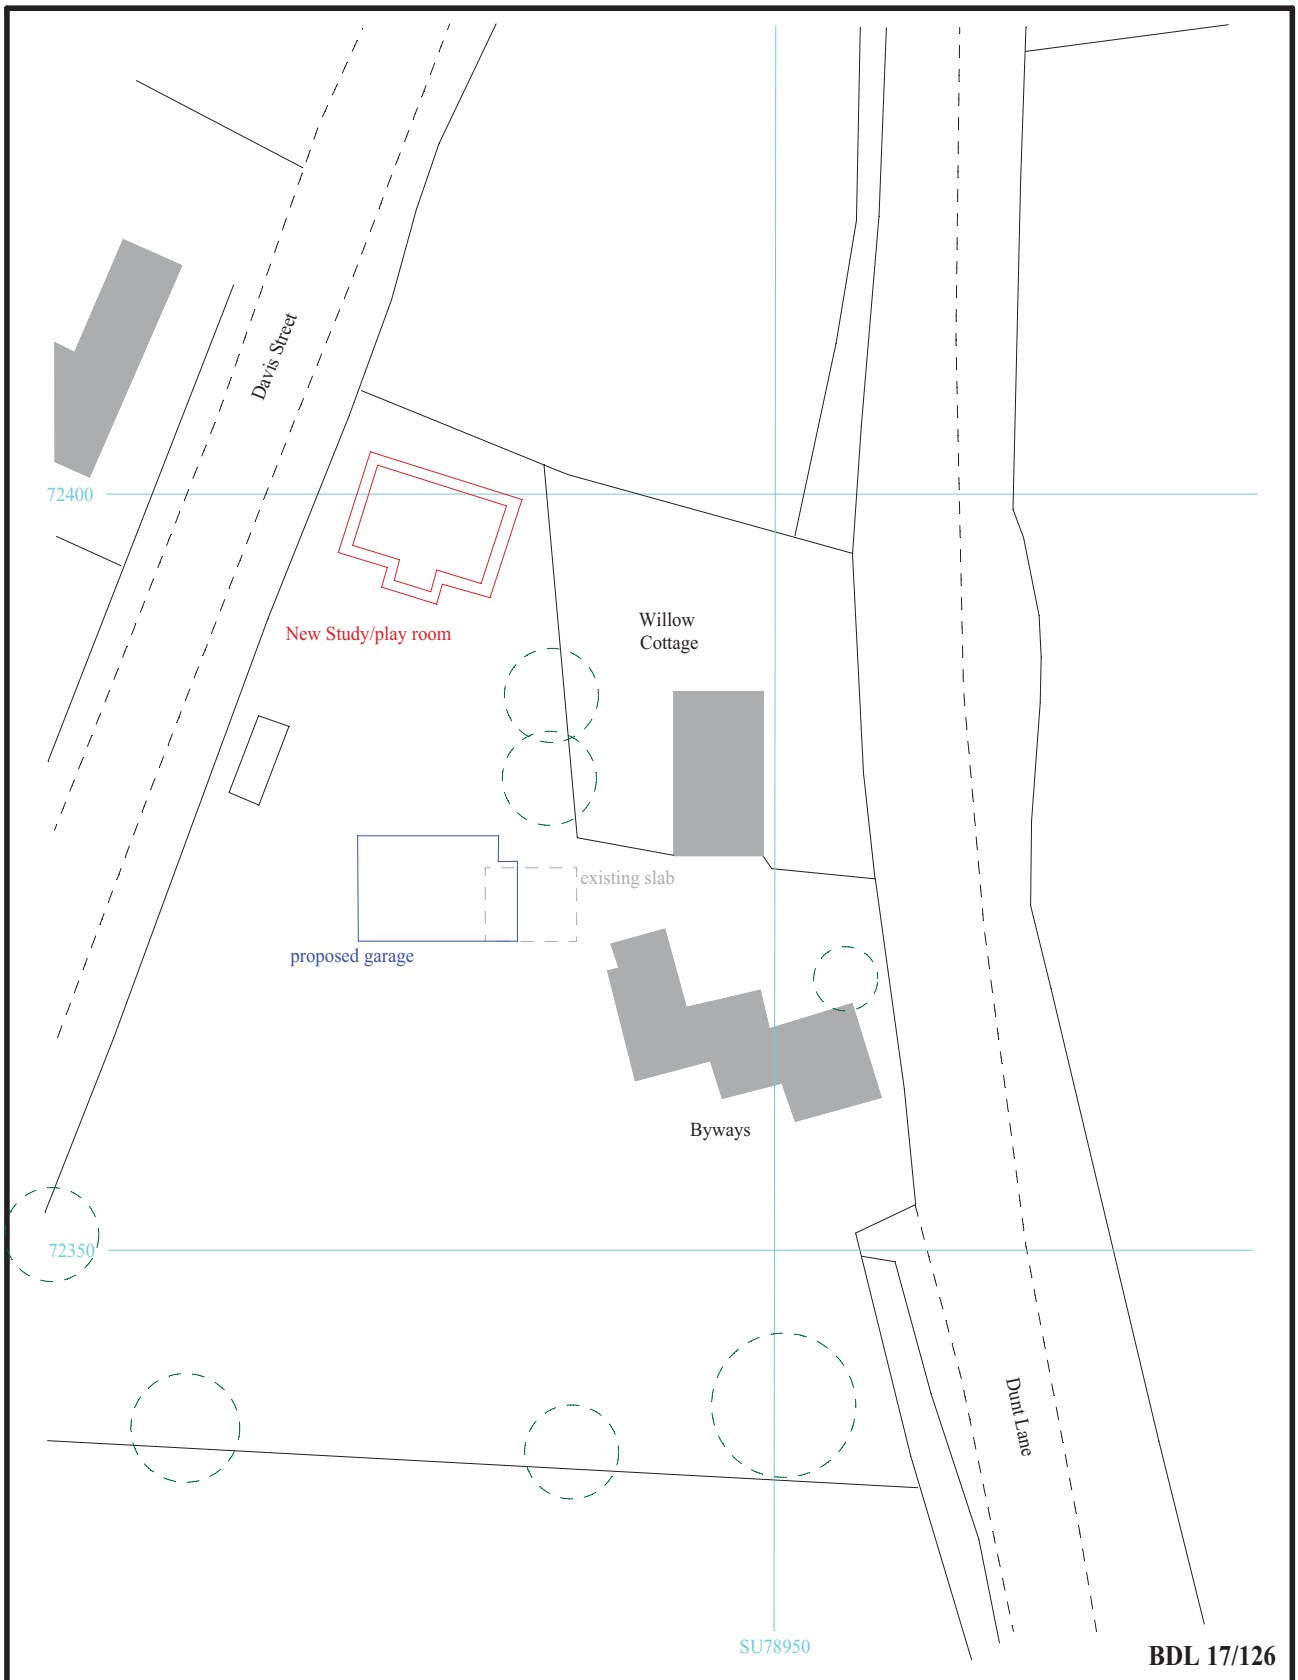 Davis Street
72400
New Study/play room
Willow
Cottage
existing slab
proposed garage
Byways
72350
Dunt Lane
SU78950
BDL 17/126